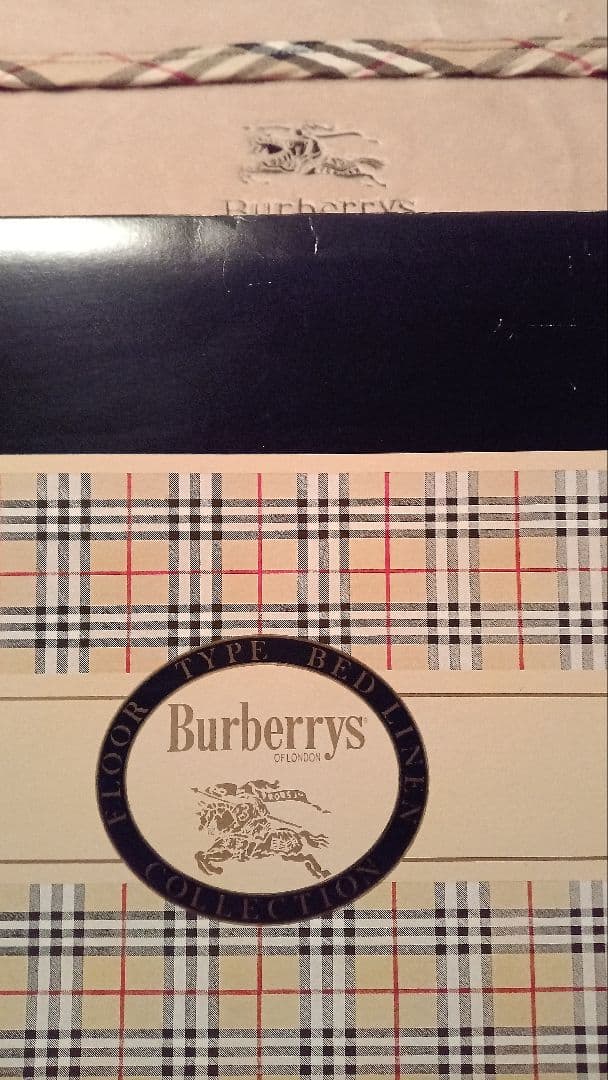 Burberrys
FLOOR TYPE BED LINEN
Burberrys
OF LONDON
COLLECTION